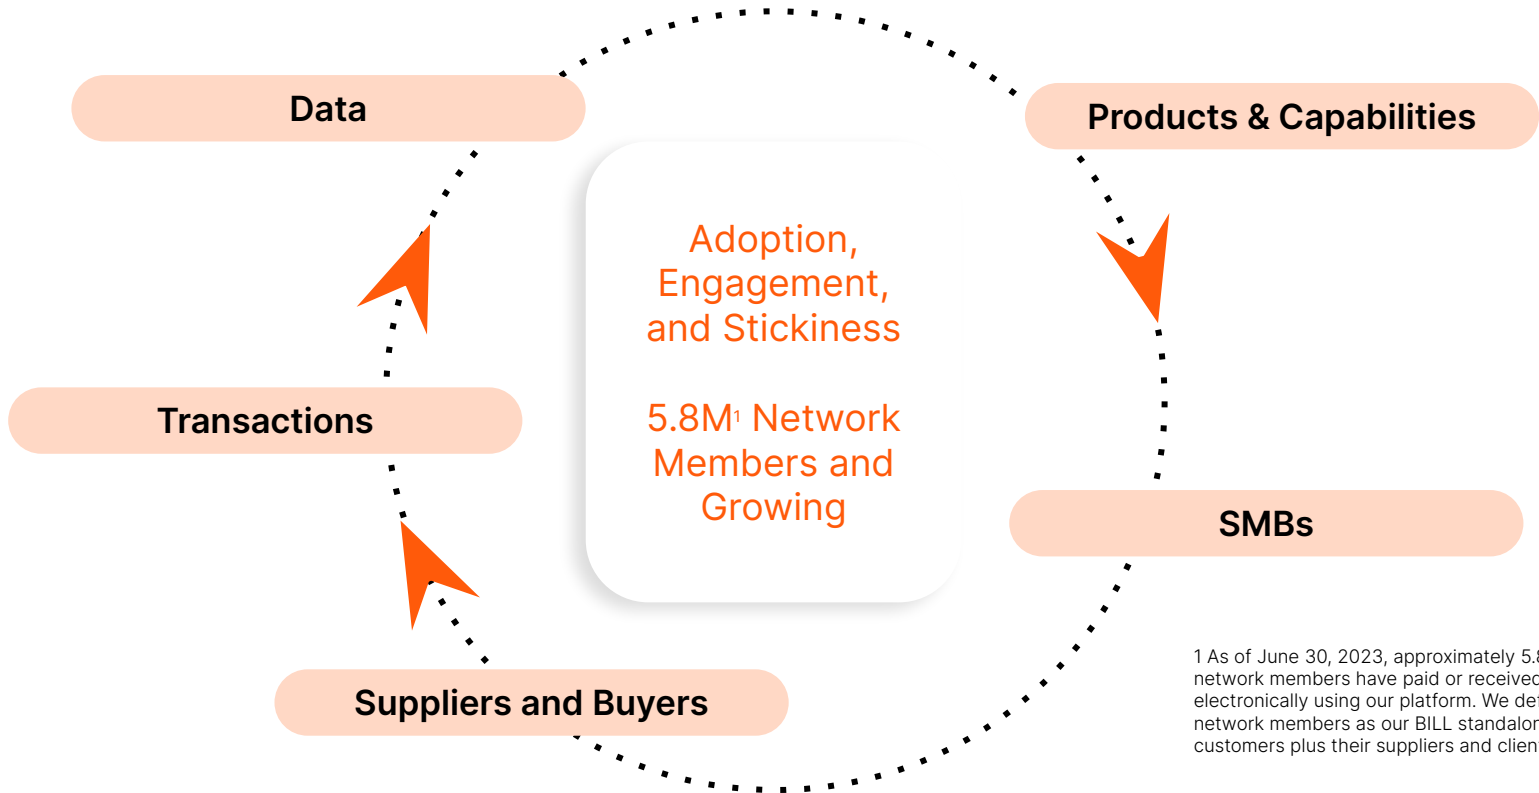 Data
Products & Capabilities
Adoption,
Engagement,
and Stickiness
5.8M¹ Network
Members and
Growing
Transactions
SMBs
Suppliers and Buyers
1 As of June 30, 2023, approximately
network members have paid or received
electronically using our platform. We
network members as our BILL
customers plus their suppliers and